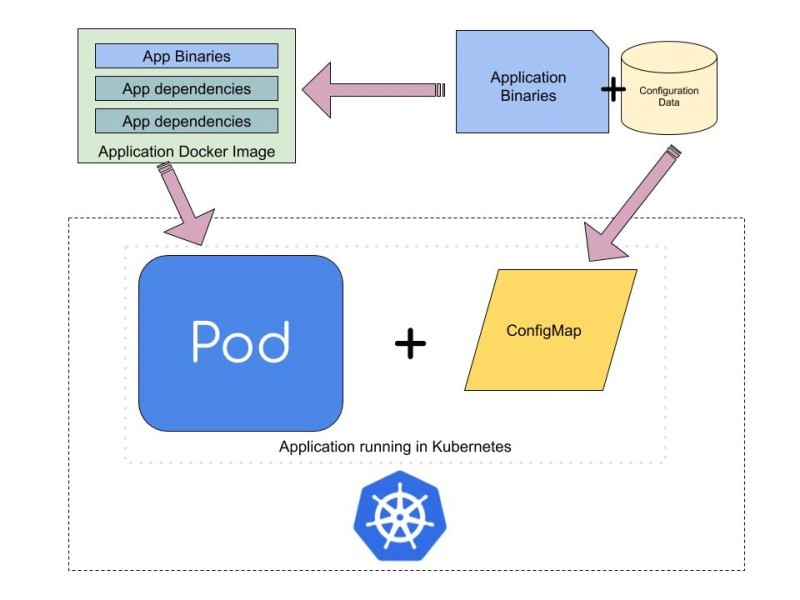 App Binaries
App dependencies
App dependencies
Application Docker Image
Application
Binaries
+
Configuration
Data
Pod
+
ConfigMap
Application running in Kubernetes